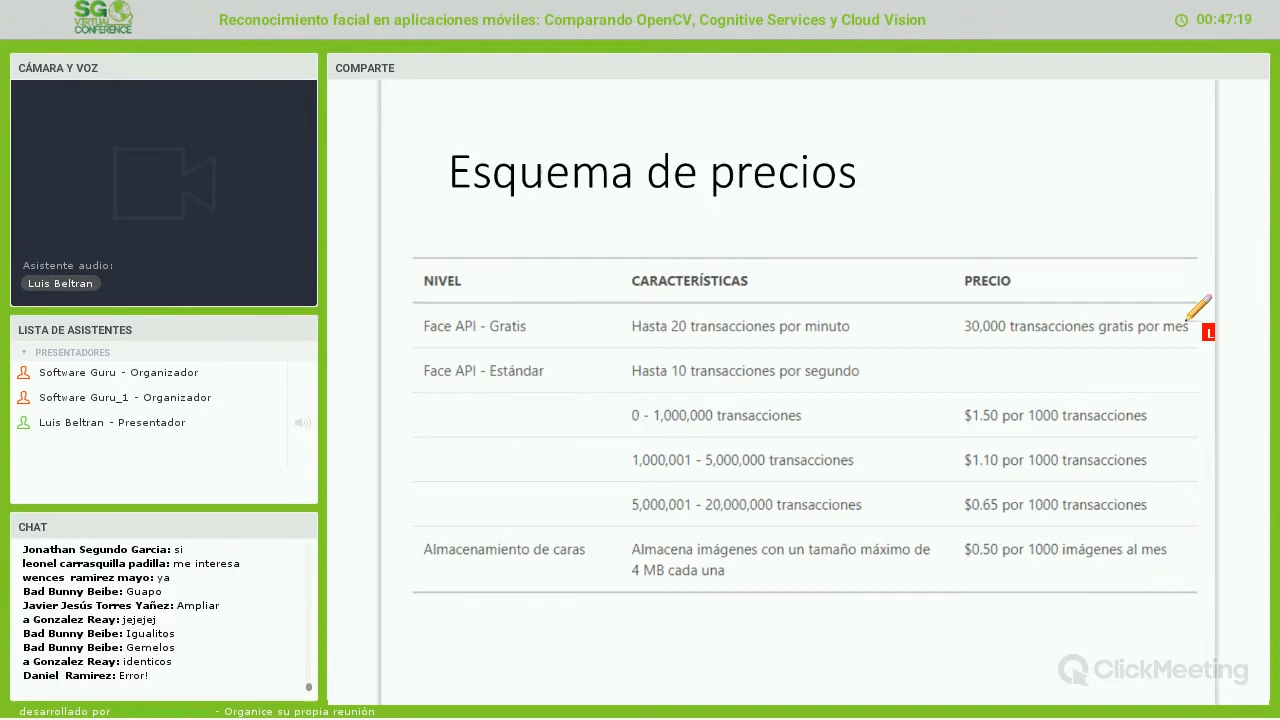 SG
VIRTUAL
CONFERENCE
Reconocimiento facial en aplicaciones móviles: Comparando OpenCV, Cognitive Services y Cloud Vision
00:47:19
CÁMARA Y VOZ
Asistente audio:
Luis Beltran
LISTA DE ASISTENTES
PRESENTADORES
Software Guru - Organizador
Software Guru_1 - Organizador
Luis Beltran - Presentador
CHAT
Jonathan Segundo Garcia: si
leonel carrasquilla padilla: me interesa
wences ramirez mayo: ya
Bad Bunny Beibe: Guapo
Javier Jesús Torres Yañez: Ampliar
a Gonzalez Reay: jejejej
Bad Bunny Beibe: Igualitos
Bad Bunny Beibe: Gemelos
a Gonzalez Reay: identicos
Daniel Ramirez: Error!
COMPARTE
Esquema de precios
NIVEL CARACTERÍSTICAS PRECIO
Face API - Gratis Hasta 20 transacciones por minuto 30,000 transacciones gratis por mes
L
Face API - Estándar Hasta 10 transacciones por segundo
0 - 1,000,000 transacciones $1.50 por 1000 transacciones
1,000,001 - 5,000,000 transacciones $1.10 por 1000 transacciones
5,000,001 - 20,000,000 transacciones $0.65 por 1000 transacciones
Almacenamiento de caras Almacena imágenes con un tamaño máximo de $0.50 por 1000 imágenes al mes
4 MB cada una
ClickMeeting
desarrollado por - Organice su propia reunión